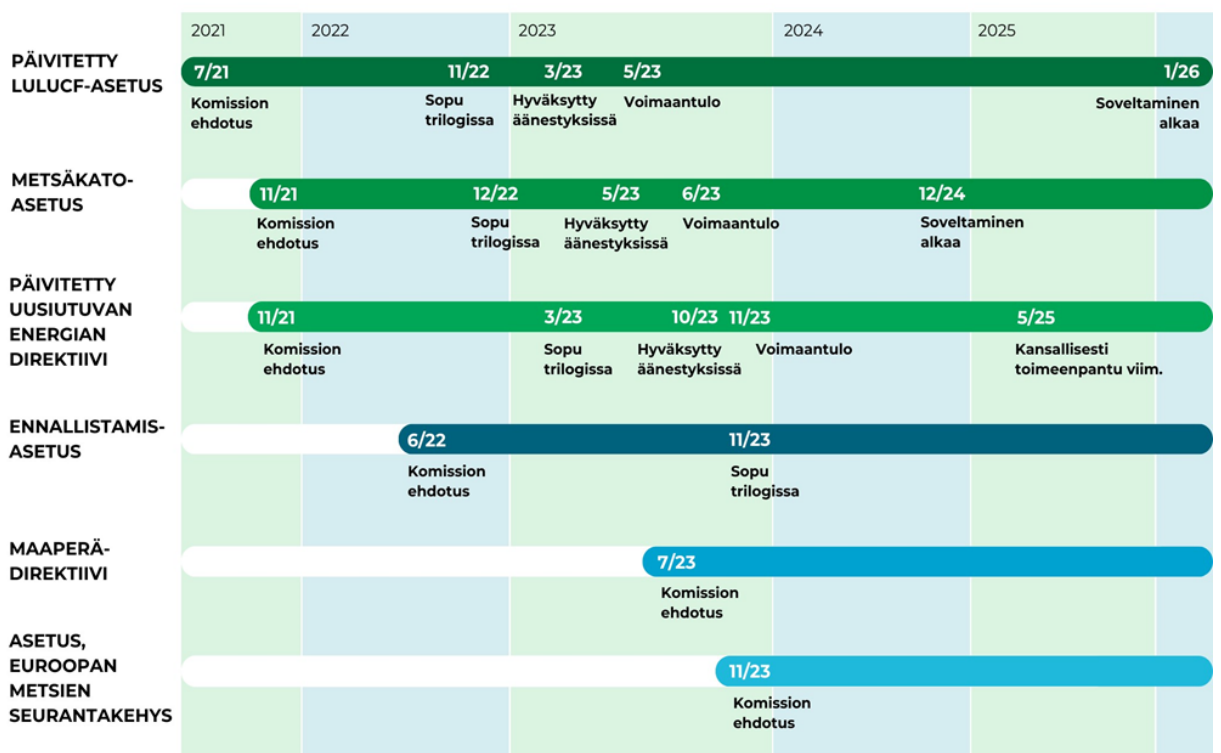 2021
2022
2023
2024
2025
PÄIVITETTY
LULUCF-ASETUS
7/21
11/22
3/23
5/23
1/26
Komission
ehdotus
Sopu
trilogissa
Hyväksytty
äänestyksissä
Voimaantulo
Soveltaminen
alkaa
METSÄKATO-
ASETUS
11/21
12/22
5/23
6/23
12/24
Komission
ehdotus
Sopu
trilogissa
Hyväksytty
äänestyksissä
Voimaantulo
Soveltaminen
alkaa
PÄIVITETTY
UUSIUTUVAN
ENERGIAN
DIREKTIIVI
11/21
3/23
10/23
11/23
5/25
Komission
ehdotus
Sopu
trilogissa
Hyväksytty
äänestyksissä
Voimaantulo
Kansallisesti
toimeenpantu viim.
ENNALLISTAMIS-
ASETUS
6/22
11/23
Komission
ehdotus
Sopu
trilogissa
MAAPERÄ-
DIREKTIIVI
7/23
Komission
ehdotus
ASETUS,
EUROOPAN
METSIEN
SEURANTAKEHYS
11/23
Komission
ehdotus